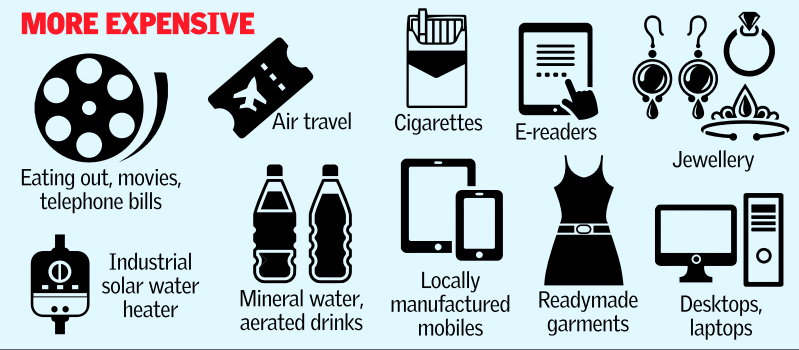 MORE EXPENSIVE
Eating out, movies,
telephone bills
Air travel
Cigarettes
E-readers
Jewellery
Industrial
solar water
heater
Mineral water,
aerated drinks
Locally
manufactured
mobiles
Readymade
garments
Desktops,
laptops